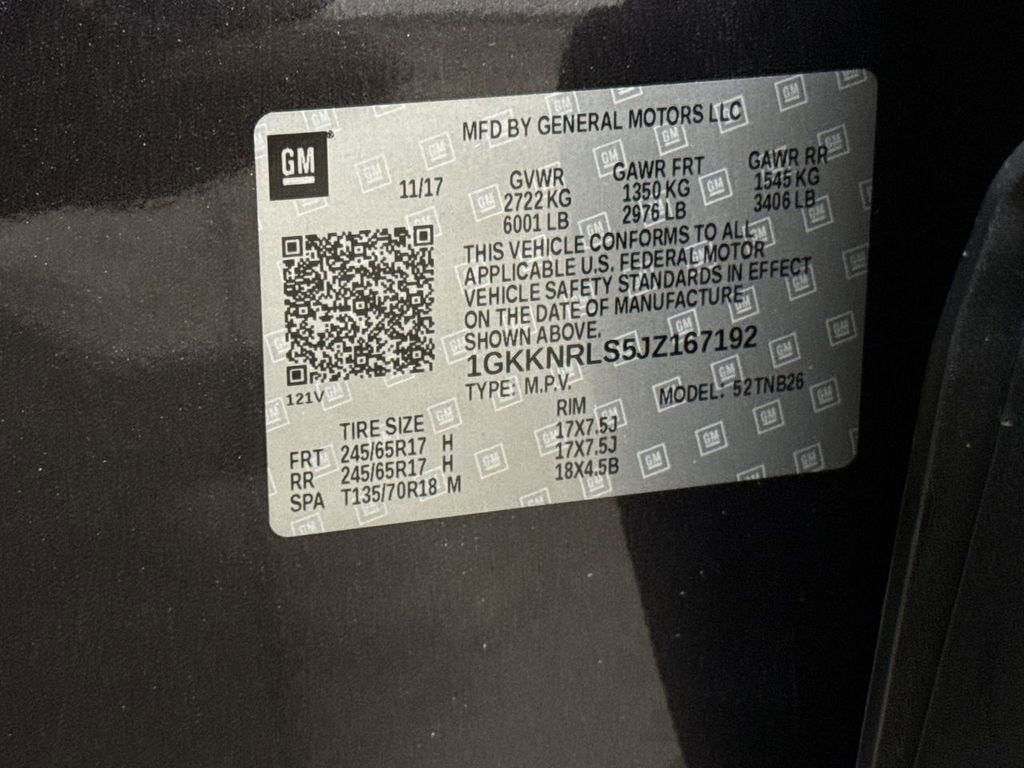 MFD BY GENERAL MOTORS LLC
GM
11/17
GVWR GAWR FRT GAWR RR
2722 KG 1350 KG 1545 KG
6001 LB 2976 LB 3406 LB
THIS VEHICLE CONFORMS TO ALL
APPLICABLE U.S. FEDERAL MOTOR
VEHICLE SAFETY STANDARDS IN EFFECT
ON THE DATE OF MANUFACTURE
SHOWN ABOVE.
1GKKNRLS5JZ167192
121V
TYPE: M.P.V. MODEL: 52TNB26
TIRE SIZE RIM
FRT 245/65R17 H 17X7.5J
RR 245/65R17 H 17X7.5J
SPA T135/70R18 M 18X4.5B